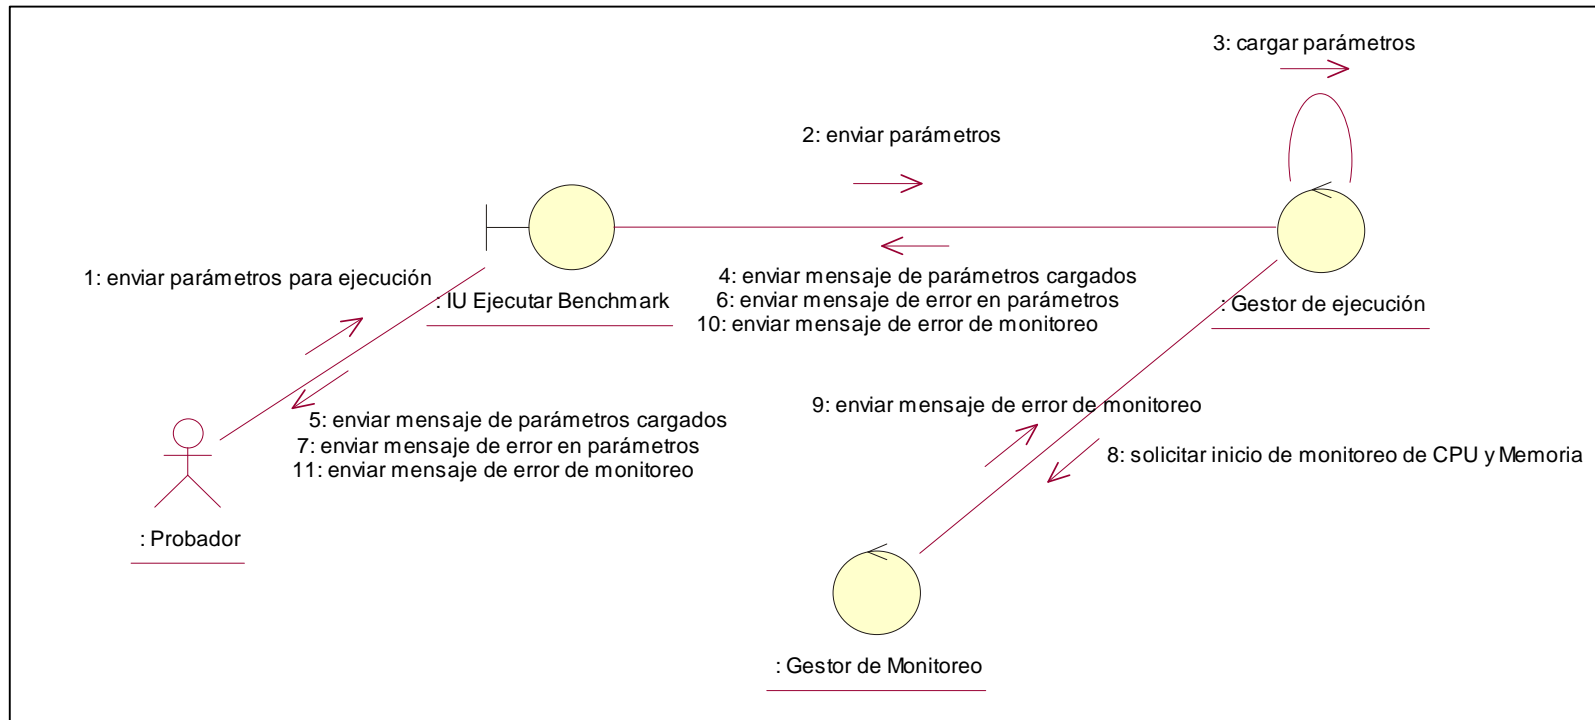 3: cargar parámetros
2: enviar parámetros
1: enviar parámetros para ejecución
: IU Ejecutar Benchmark
4: enviar mensaje de parámetros cargados
6: enviar mensaje de error en parámetros
10: enviar mensaje de error de monitoreo
: Gestor de ejecución
5: enviar mensaje de parámetros cargados
7: enviar mensaje de error en parámetros
11: enviar mensaje de error de monitoreo
9: enviar mensaje de error de monitoreo
8: solicitar inicio de monitoreo de CPU y Memoria
: Probador
: Gestor de Monitoreo